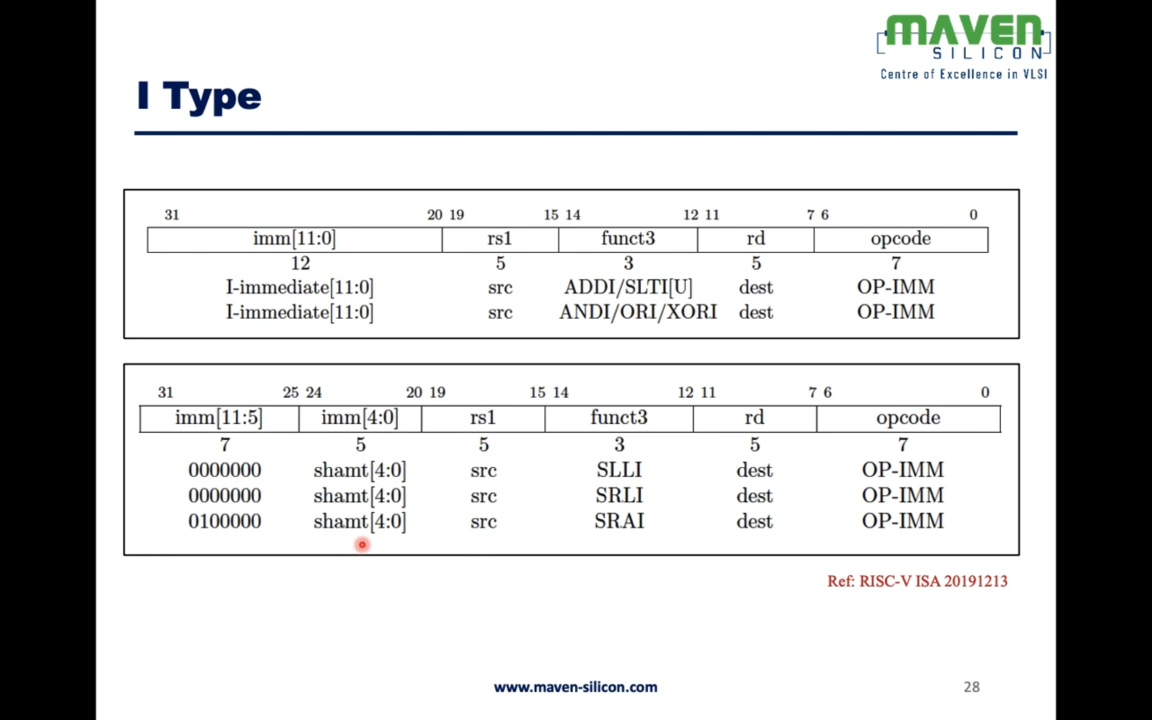 MAVEN
SILICON
Centre of Excellence in VLSI
I Type
31 20 19 15 14 12 11 7 6 0
imm[11:0] rs1 funct3 rd opcode
12 5 3 5 7
I-immediate[11:0] src ADDI/SLTI[U] dest OP-IMM
I-immediate[11:0] src ANDI/ORI/XORI dest OP-IMM
31 25 24 20 19 15 14 12 11 7 6 0
imm[11:5] imm[4:0] rs1 funct3 rd opcode
7 5 5 3 5 7
0000000 shamt[4:0] src SLLI dest OP-IMM
0000000 shamt[4:0] src SRLI dest OP-IMM
0100000 shamt[4:0] src SRAI dest OP-IMM
Ref: RISC-V ISA 20191213
www.maven-silicon.com 28